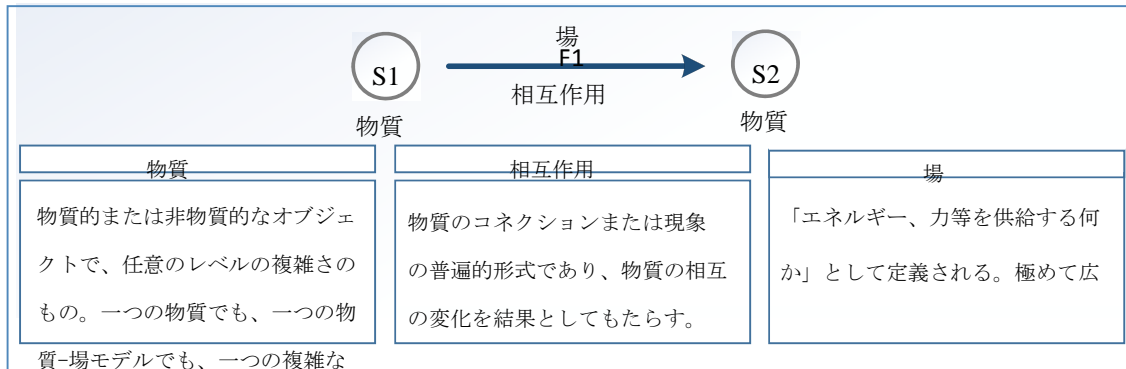 場
F1
S1
S2
相互作用
物質
物質
物質
物質的または非物質的なオブジェ
クトで、任意のレベルの複雑さの
もの。一つの物質でも、一つの物
質-場モデルでも、一つの複雑な
相互作用
物質のコネクションまたは現象
の普遍的形式であり、物質の相互
の変化を結果としてもたらす。
場
「エネルギー、力等を供給する何
か」として定義される。極めて広